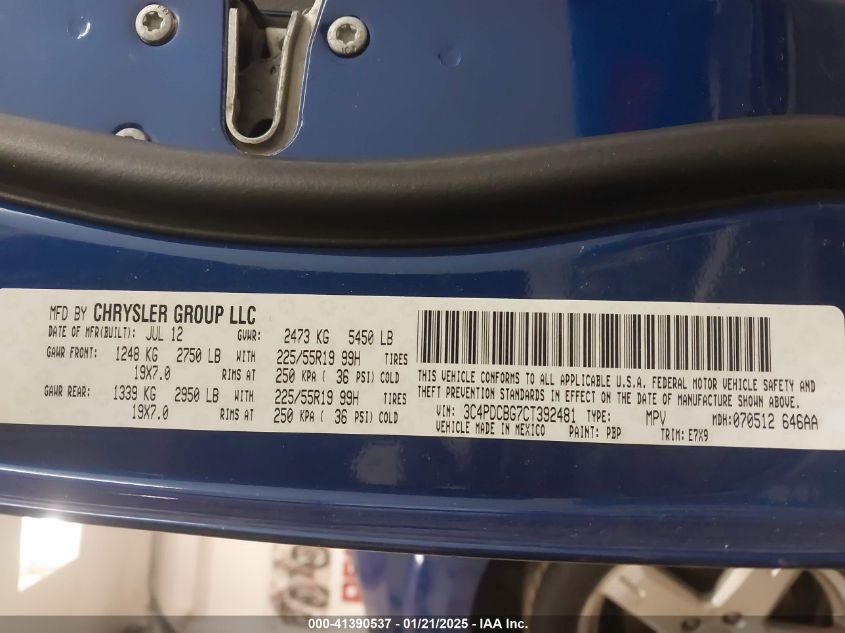 MFD BY CHRYSLER GROUP LLC
DATE OF MFR(BUILT): JUL 12 GVWR: 2473 KG 5450 LB
GAWR FRONT: 1248 KG 2750 LB WITH 225/55R19 99H TIRES
19X7.0 RIMS AT 250 KPA ( 36 PSI) COLD
GAWR REAR: 1339 KG 2950 LB WITH 225/55R19 99H TIRES
19X7.0 RIMS AT 250 KPA ( 36 PSI) COLD
THIS VEHICLE CONFORMS TO ALL APPLICABLE U.S.A. FEDERAL MOTOR VEHICLE SAFETY AND
THEFT PREVENTION STANDARDS IN EFFECT ON THE DATE OF MANUFACTURE SHOWN ABOVE.
VIN: 3C4PDCBG7CT392481 TYPE: MPV MDH: 070512 646AA
VEHICLE MADE IN MEXICO PAINT: PBP TRIM: E7X9
000-41390537 - 01/21/2025 - IAA Inc.